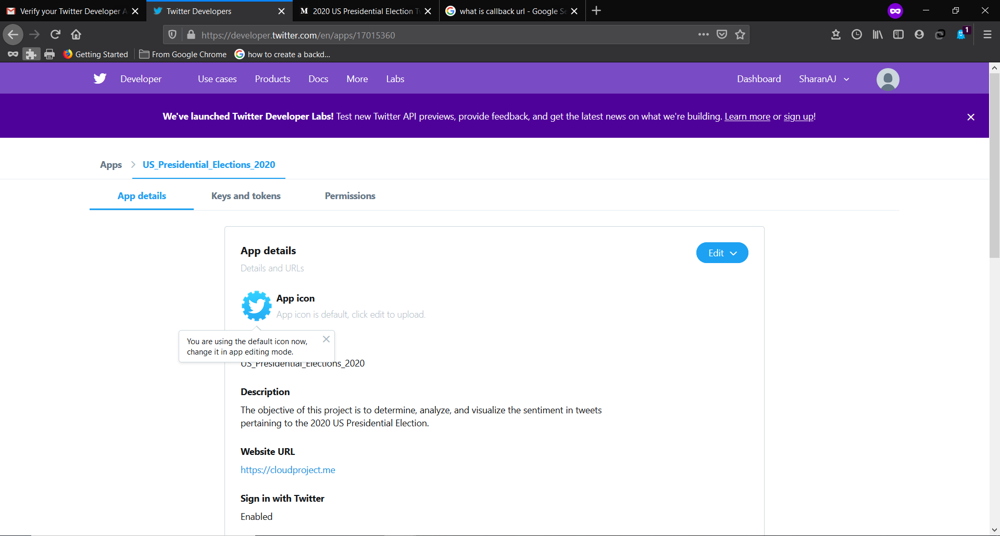 Verify your Twitter Developer A
Twitter Developers
M 2020 US Presidential Election Tw
what is callback url - Google Se
https://developer.twitter.com/en/apps/17015360
1
Getting Started
From Google Chrome
how to create a backd...
Developer
Use cases
Products
Docs
More
Labs
Dashboard
SharanAJ
We've launched Twitter Developer Labs! Test new Twitter API previews, provide feedback, and get the latest news on what we're building. Learn more or sign up!
Apps
US_Presidential_Elections_2020
App details
Keys and tokens
Permissions
App details
Edit
Details and URLs
App icon
App icon is default, click edit to upload.
You are using the default icon now,
change it in app editing mode.
US_Presidential_Elections_2020
Description
The objective of this project is to determine, analyze, and visualize the sentiment in tweets
pertaining to the 2020 US Presidential Election.
Website URL
https://cloudproject.me
Sign in with Twitter
Enabled